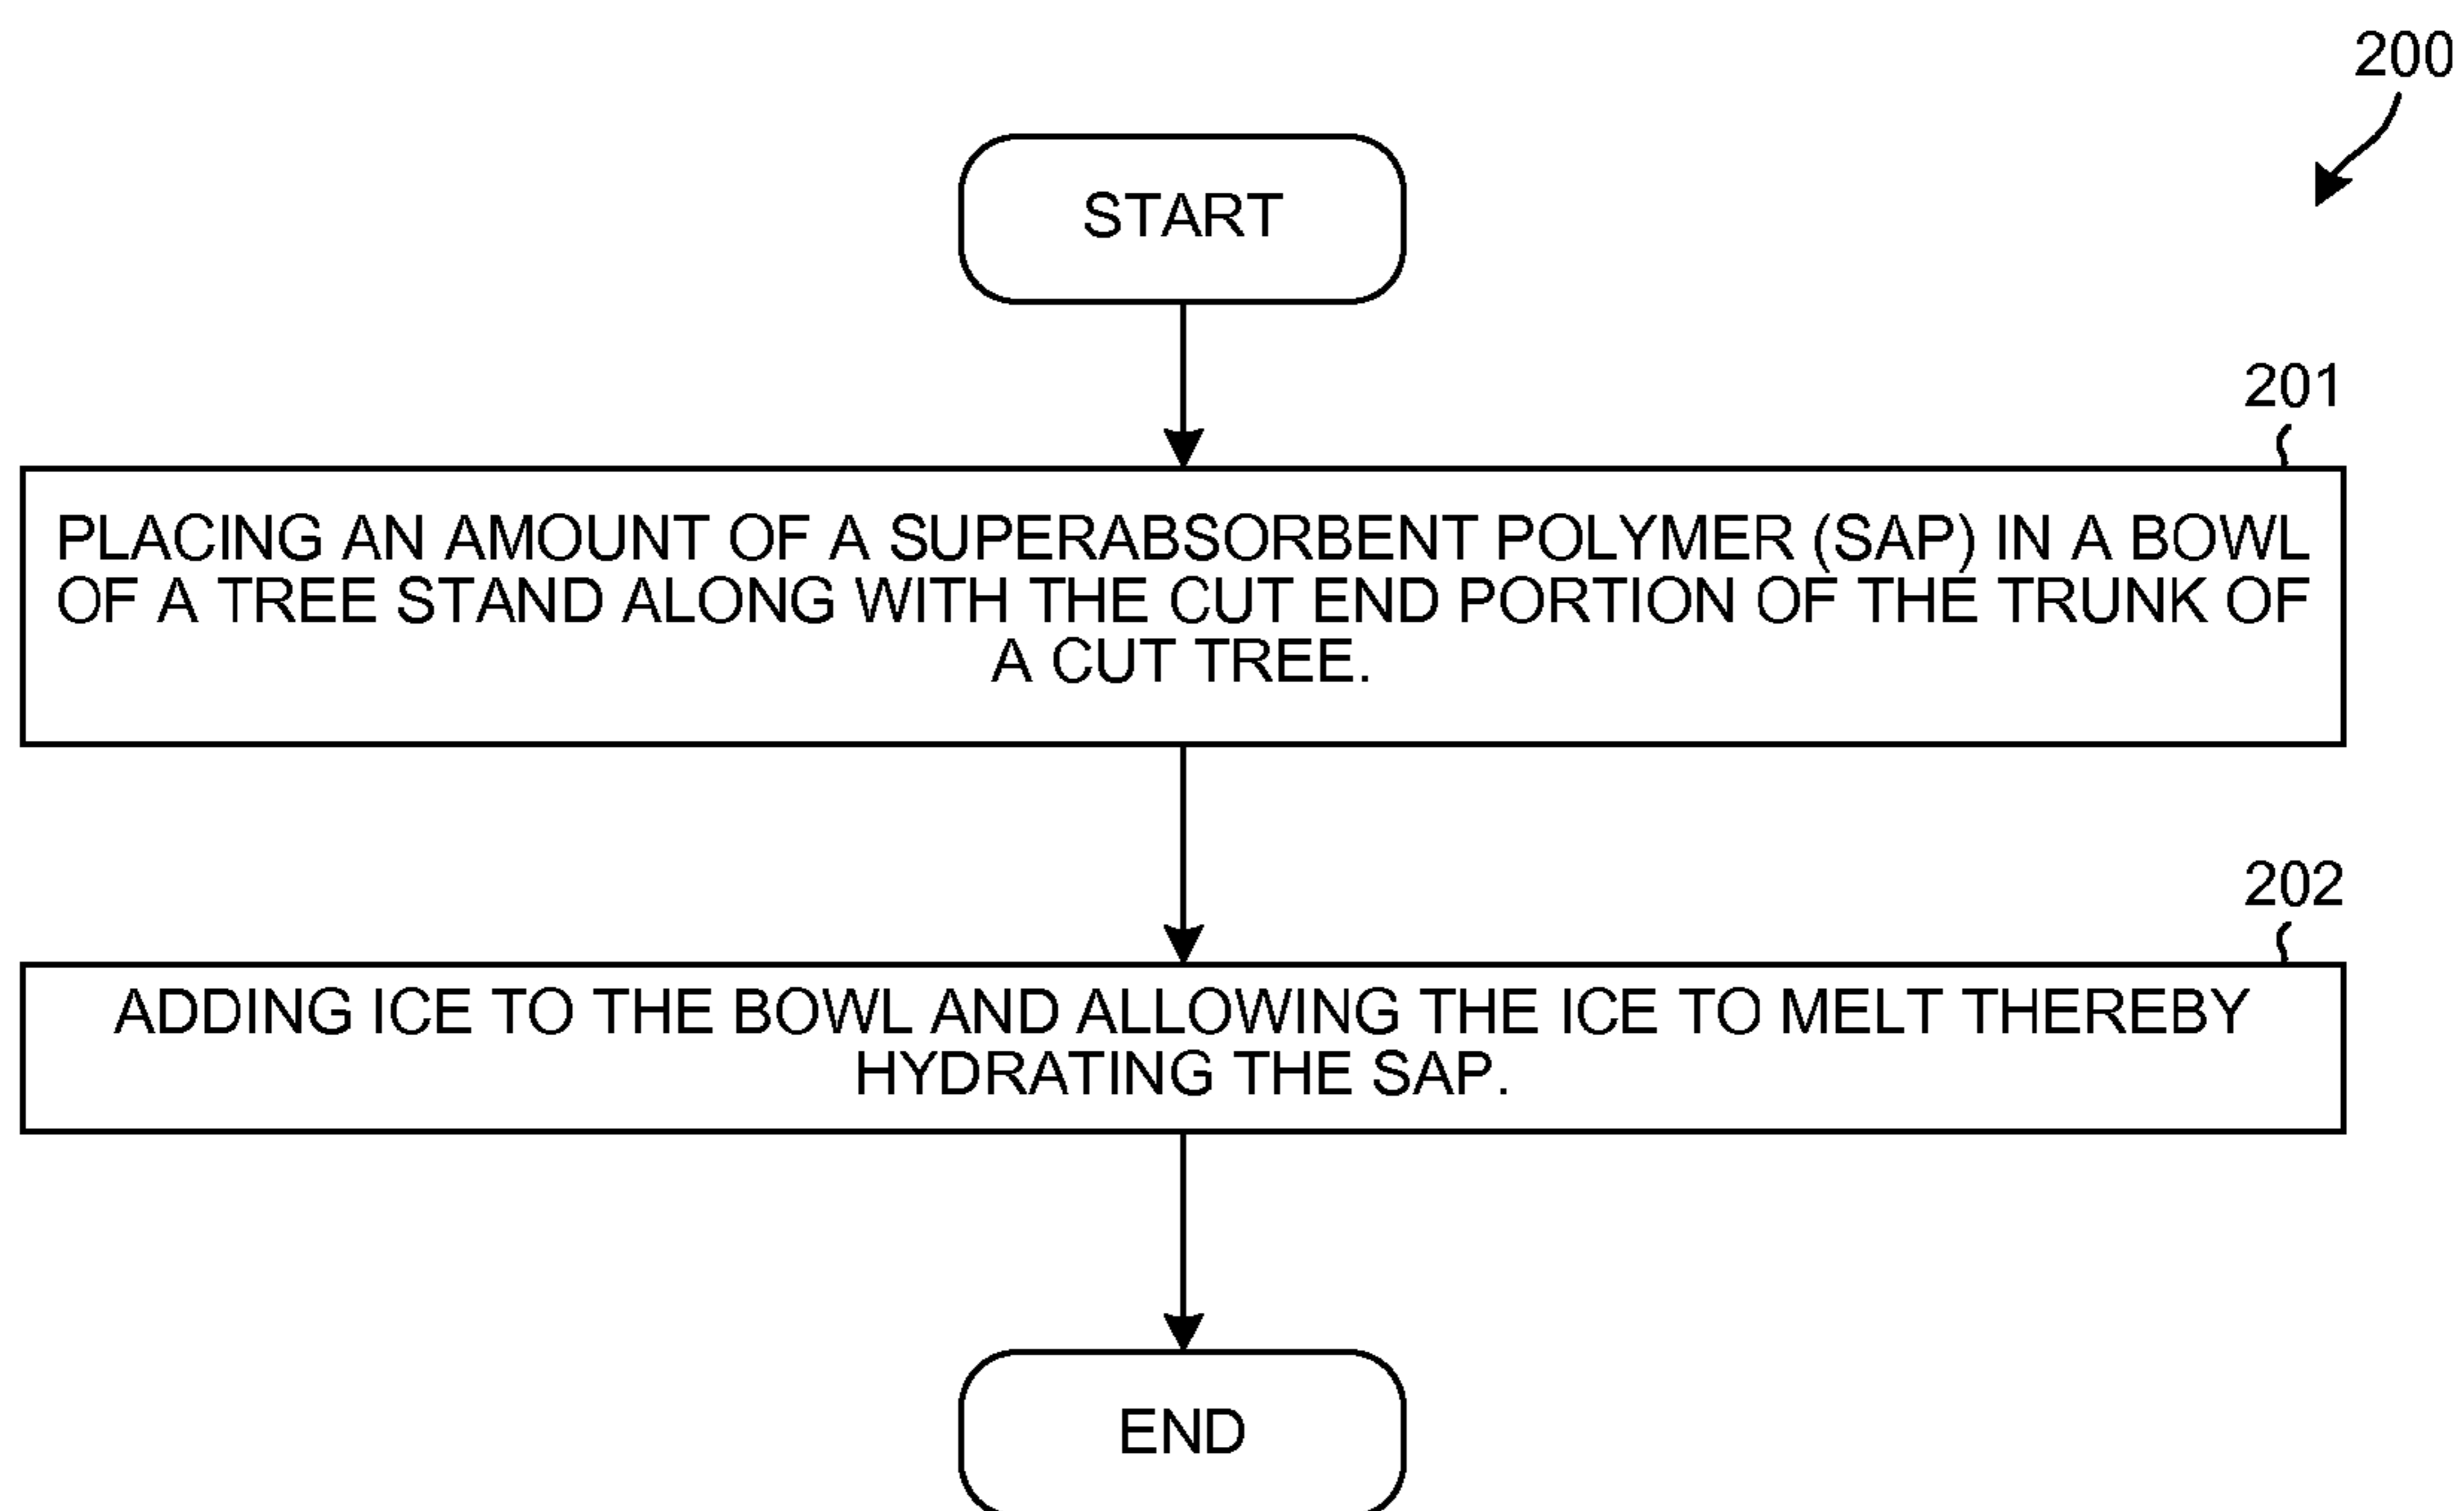 200
START
201
PLACING AN AMOUNT OF A SUPERABSORBENT POLYMER (SAP) IN A BOWL
OF A TREE STAND ALONG WITH THE CUT END PORTION OF THE TRUNK OF
A CUT TREE.
202
ADDING ICE TO THE BOWL AND ALLOWING THE ICE TO MELT THEREBY
HYDRATING THE SAP.
END